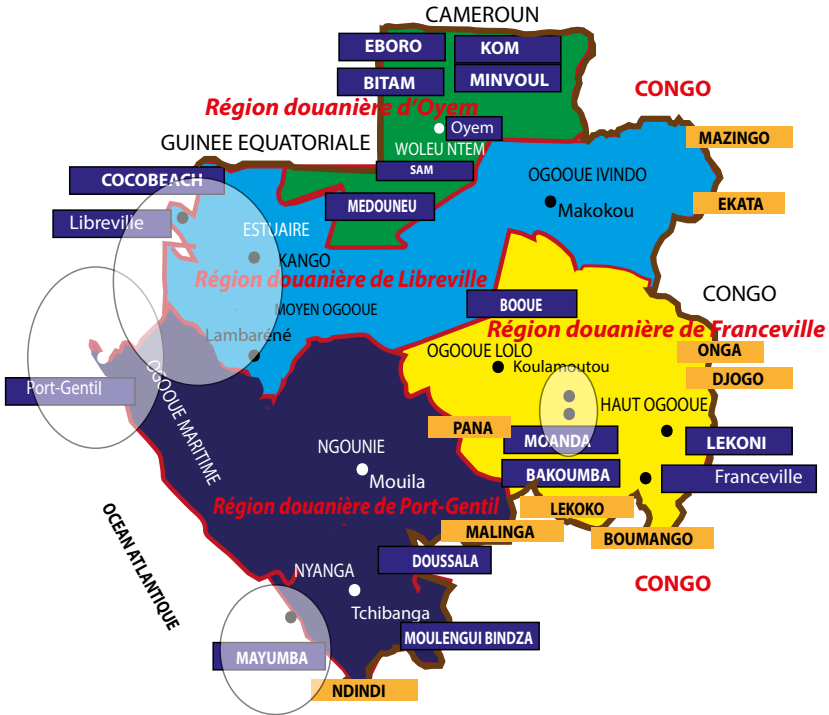 CAMEROUN
EBORO
KOM
BITAM
MINVOUL
CONGO
Région douanière d'Oyem
Oyem
MAZINGO
GUINEE EQUATORIALE
WOLEU NTEM
SAM
COCOBEACH
OGOOUE IVINDO
MEDOUNEU
Makokou
EKATA
Libreville
ESTUAIRE
KANGO
Région douanière de Libreville
CONGO
MOYEN OGOOUE
BOOUE
Région douanière de Franceville
Lambaréné
OGOOUE LOLO
ONGA
Koulamoutou
DJOGO
Port-Gentil
OGOOUE MARITIME
HAUT OGOOUE
PANA
MOANDA
LEKONI
NGOUNIE
Mouila
BAKOUMBA
Franceville
Région douanière de Port-Gentil
LEKOKO
MALINGA
BOUMANGO
OCEAN ATLANTIQUE
DOUSSALA
NYANGA
CONGO
Tchibanga
MOULENGUI BINDZA
MAYUMBA
NDINDI